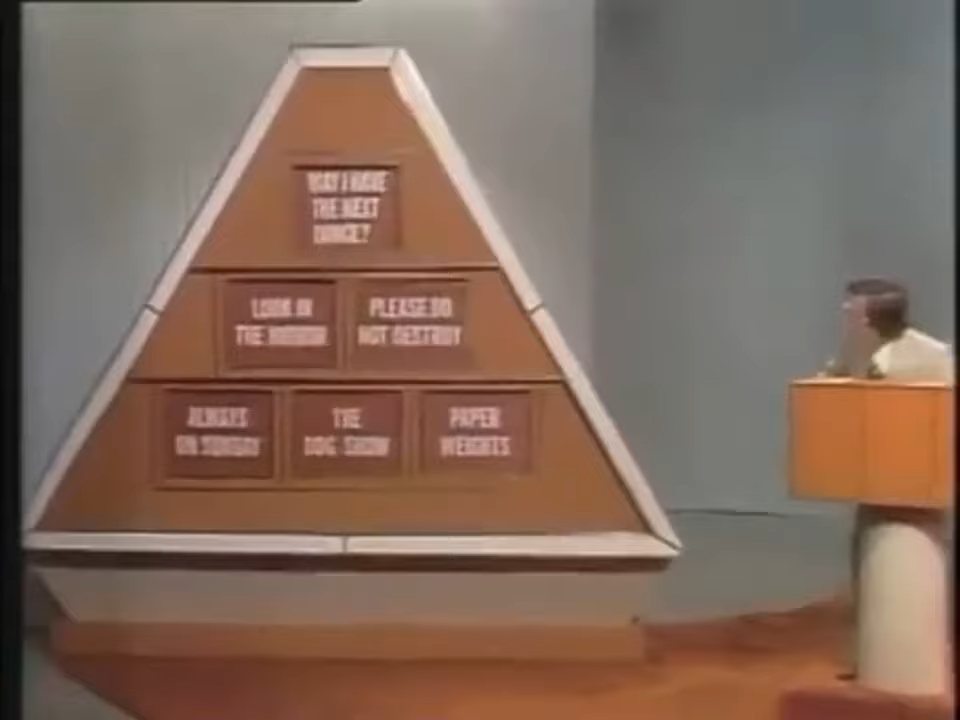 MAY I HAVE
THE NEXT
DANCE?
LOOK IN
THE MIRROR
PLEASE DO
NOT DESTROY
ALWAYS
ON SUNDAY
THE
DOG SHOW
PAPER
WEIGHTS